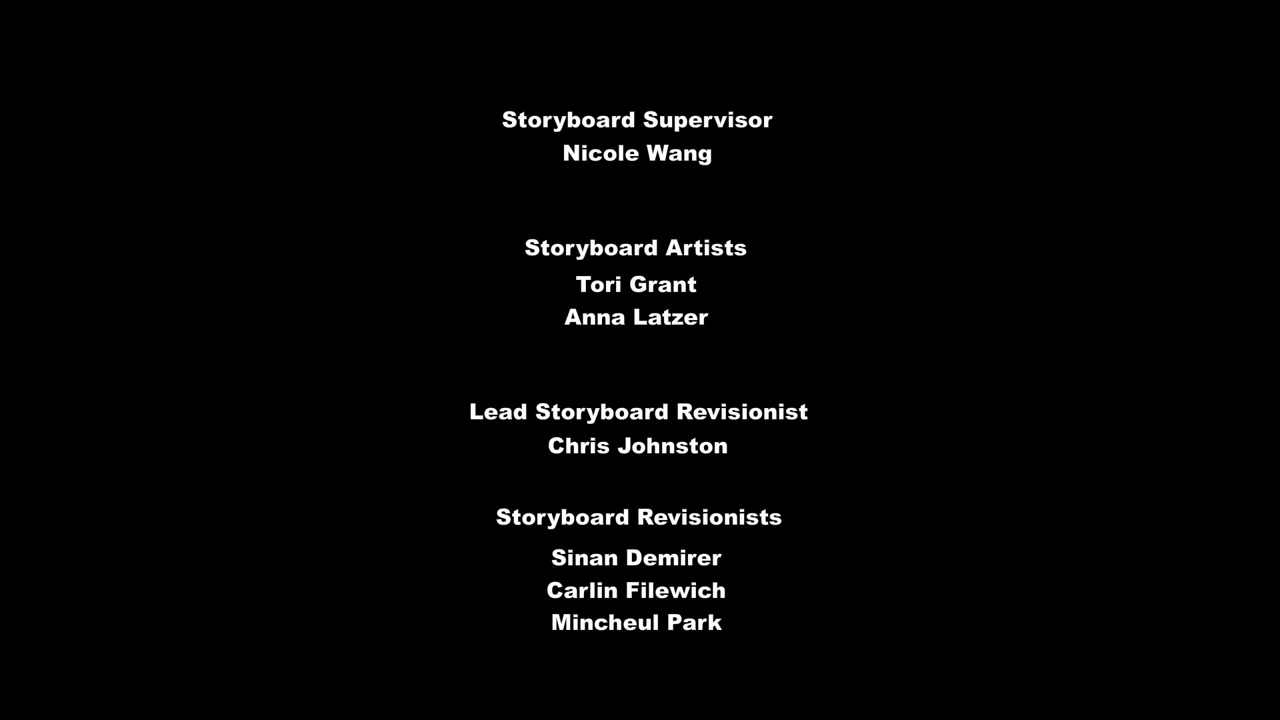 Storyboard Supervisor
Nicole Wang
Storyboard Artists
Tori Grant
Anna Latzer
Lead Storyboard Revisionist
Chris Johnston
Storyboard Revisionists
Sinan Demirer
Carlin Filewich
Mincheul Park